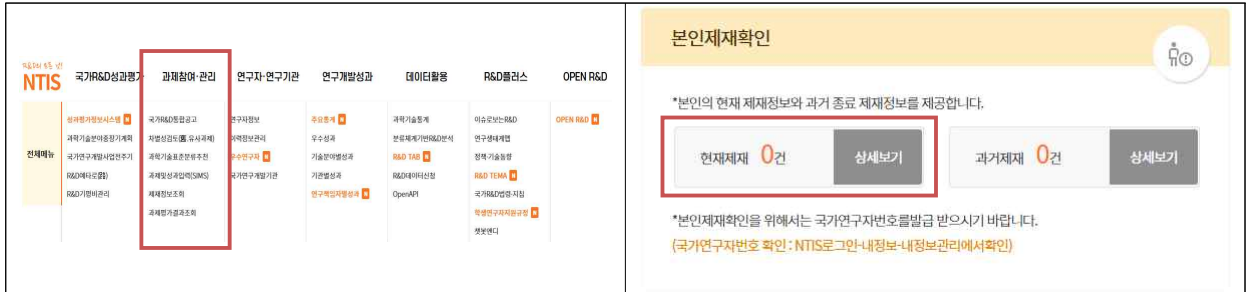 NTIS
국가R&D성과평가 과제참여·관리 연구자·연구기관 연구개발성과 데이터활용 R&D플러스 OPEN R&D
전체메뉴
성과평가정보시스템 N
과학기술분야중장기계획
국가연구개발사업전주기
R&D기행비관리
국가R&D통합공고
차별성검토(舊.유사과제)
과학기술표준분류추천
과제및성과입력(SIMS)
제재정보조회
과제평가결과조회
연구자정보
이력정보관리
우수연구자 N
국가연구개발기관
주요통계 N
우수성과
기술분야별성과
기관별성과
연구책임자별성과 N
과학기술통계
분류체계기반R&D분석
R&D TAB N
R&D데이터신청
OpenAPI
이슈로보는R&D
연구생태계맵
정책·기술동향
R&D TEMA N
국가R&D법령·지침
학생연구자지원규정 N
챗봇앤디
OPEN R&D N
본인제재확인
*본인의 현재 제재정보와 과거 종료 제재정보를 제공합니다.
현재제재 0건 상세보기 과거제재 0건 상세보기
*본인제재확인을 위해서는 국가연구자번호를발급 받으시기 바랍니다.
(국가연구자번호 확인 : NTIS로그인-내정보-내정보관리에서확인)